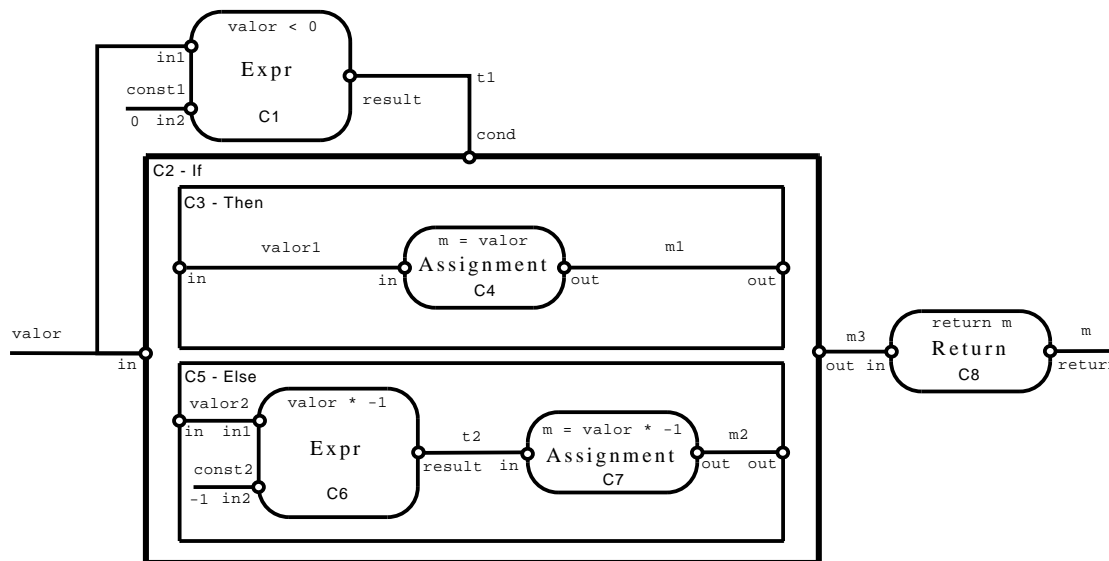 valor < 0
in1
Expr
t1
const1
result
0
in2
C1
cond
C2 - If
C3 - Then
valor1
m = valor
m1
Assignment
in
in
C4
out
out
valor
in
m3
return m
m
Return
out
in
C8
return
C5 - Else
valor2
valor * -1
in
in1
t2
m = valor * -1
m2
Expr
Assignment
const2
result
in
out
out
-1
in2
C6
C7